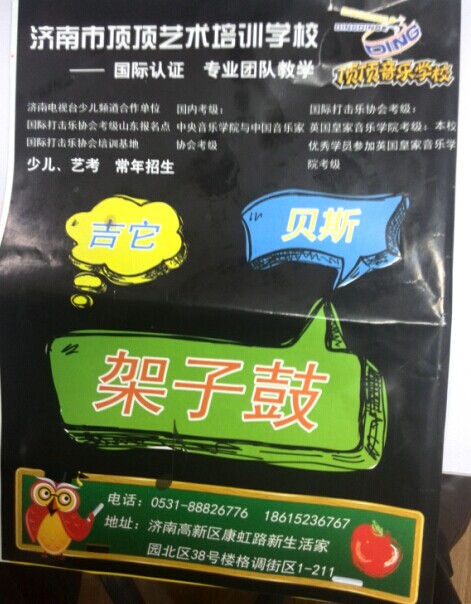 济南市顶顶艺术培训学校
—— 国际认证 专业团队教学
DINGDING
DING
顶顶音乐学校
济南电视台少儿频道合作单位
国际打击乐协会考级山东报名点
国际打击乐协会培训基地
少儿、艺考 常年招生
国内考级：
中央音乐学院与中国音乐家
协会考级
国际打击乐协会考级：
英国皇家音乐学院考级：本校
优秀学员参加英国皇家音乐学
院考级
吉它
贝斯
架子鼓
电话：0531-88826776 18615236767
地址：济南高新区康虹路新生活家
园北区38号楼格调街区1-211